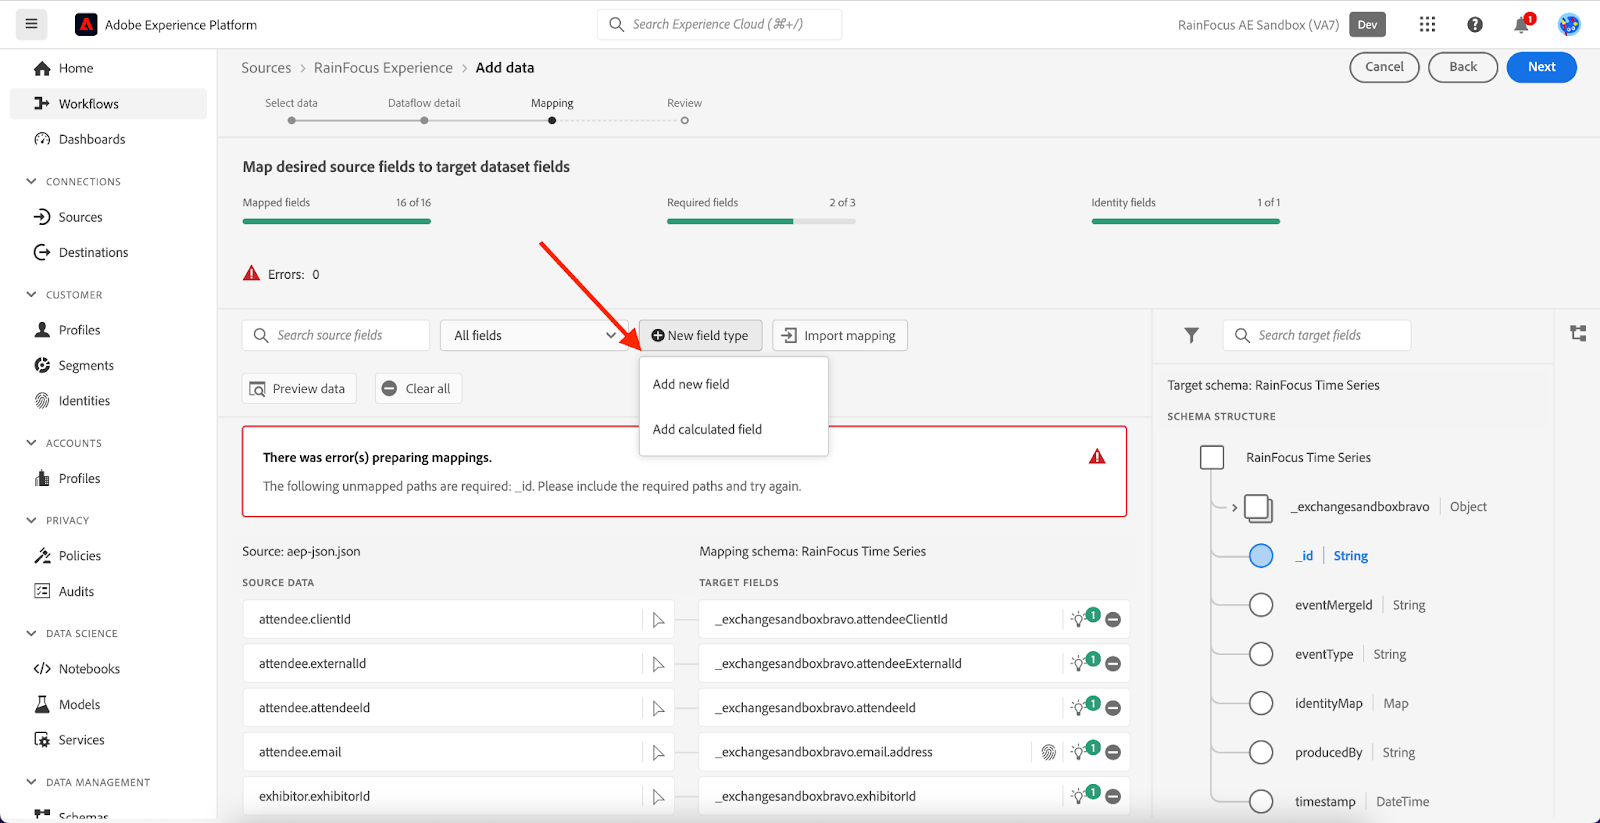 Adobe Experience Platform
Search Experience Cloud (⌘+/)
RainFocus AE Sandbox (VA7)
Dev
1
Home
Workflows
Dashboards
CONNECTIONS
Sources
Destinations
CUSTOMER
Profiles
Segments
Identities
ACCOUNTS
Profiles
PRIVACY
Policies
Audits
DATA SCIENCE
Notebooks
Models
Services
DATA MANAGEMENT
Schemas
Sources > RainFocus Experience > Add data
Cancel
Back
Next
Select data
Dataflow detail
Mapping
Review
Map desired source fields to target dataset fields
Mapped fields 16 of 16
Required fields 2 of 3
Identity fields 1 of 1
Errors: 0
Search source fields
All fields
New field type
Import mapping
Add new field
Add calculated field
Preview data
Clear all
There was error(s) preparing mappings.
The following unmapped paths are required: _id. Please include the required paths and try again.
Source: aep-json.json
Mapping schema: RainFocus Time Series
SOURCE DATA
TARGET FIELDS
attendee.clientId
_exchangesandboxbravo.attendeeClientId
1
attendee.externalId
_exchangesandboxbravo.attendeeExternalId
1
attendee.attendeeId
_exchangesandboxbravo.attendeeId
1
attendee.email
_exchangesandboxbravo.email.address
1
exhibitor.exhibitorId
_exchangesandboxbravo.exhibitorId
1
Search target fields
Target schema: RainFocus Time Series
SCHEMA STRUCTURE
RainFocus Time Series
_exchangesandboxbravo | Object
_id | String
eventMergeId | String
eventType | String
identityMap | Map
producedBy | String
timestamp | DateTime